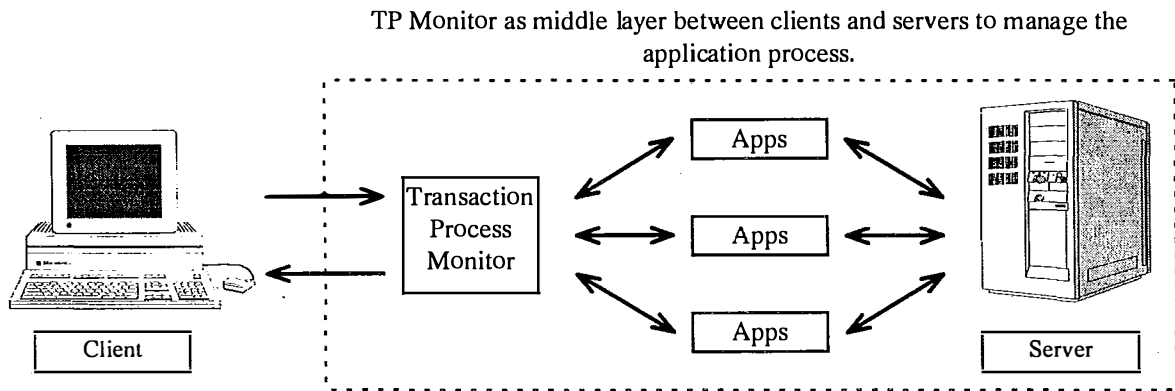 TP Monitor as middle layer between clients and servers to manage the
application process.
Apps
Transaction
Process
Monitor
Apps
Apps
Client
Server